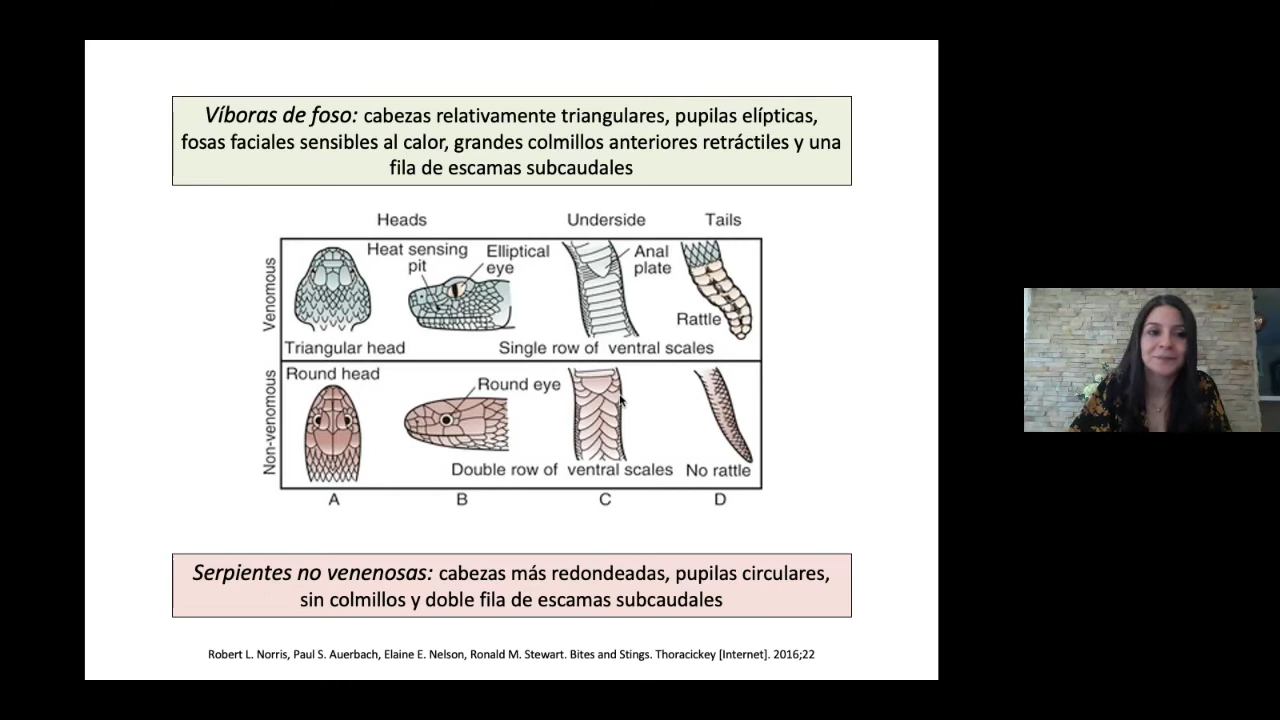 Víboras de foso: cabezas relativamente triangulares, pupilas elípticas,
fosas faciales sensibles al calor, grandes colmillos anteriores retráctiles y una
fila de escamas subcaudales
Heads
Underside
Tails
Venomous
Heat sensing
pit
Elliptical
eye
Anal
plate
Rattle
Triangular head
Single row of ventral scales
Non-venomous
Round head
Round eye
Double row of ventral scales
No rattle
A
B
C
D
Serpientes no venenosas: cabezas más redondeadas, pupilas circulares,
sin colmillos y doble fila de escamas subcaudales
Robert L. Norris, Paul S. Auerbach, Elaine E. Nelson, Ronald M. Stewart. Bites and Stings. Thoracickey [Internet]. 2016;22